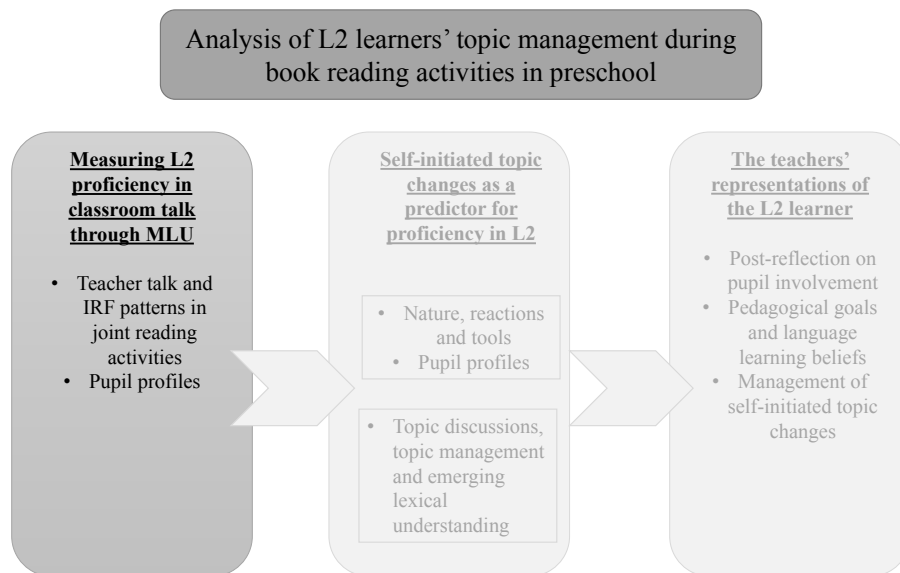 Analysis of L2 learners' topic management during
book reading activities in preschool
Measuring L2
proficiency in
classroom talk
through MLU
• Teacher talk and
IRF patterns in
joint reading
activities
• Pupil profiles
Self-initiated topic
changes as a
predictor for
proficiency in L2
• Nature, reactions
and tools
• Pupil profiles
• Topic discussions,
topic management
and emerging
lexical
understanding
The teachers'
representations of
the L2 learner
• Post-reflection on
pupil involvement
• Pedagogical goals
and language
learning beliefs
• Management of
self-initiated topic
changes